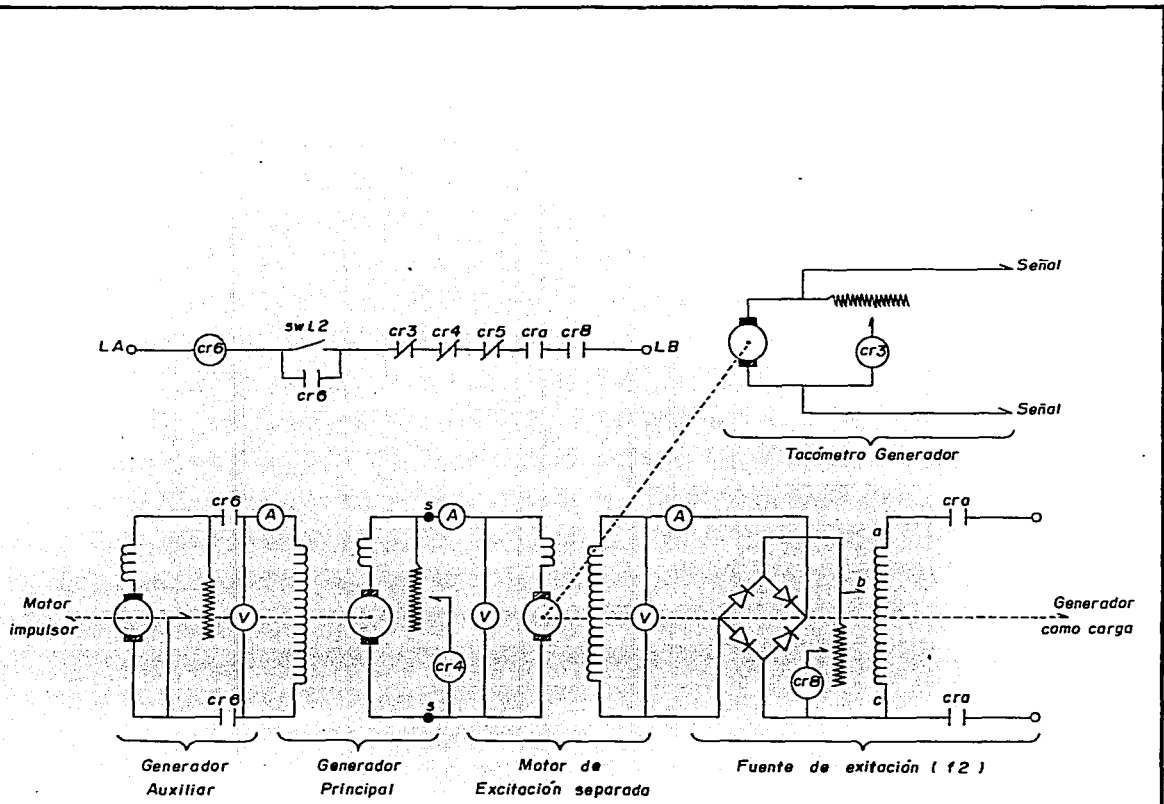 Señal
swL2
cr3 cr4 cr5 cra cr8
LA
cr6
LB
cr3
cr6
Señal
Tacómetro Generador
cr6
s
A
A
A
cra
a
b
Motor
impulsor
V
V
V
Generador
como carga
cr4
cr8
cr6
s
c
cra
Generador
Auxiliar
Generador
Principal
Motor de
Excitación separada
Fuente de exitación ( f2 )